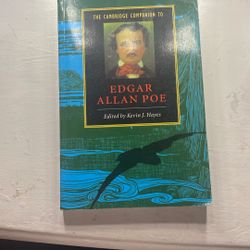 THE CAMBRIDGE COMPANION TO
EDGAR
ALLAN POE
Edited by Kevin J. Hayes